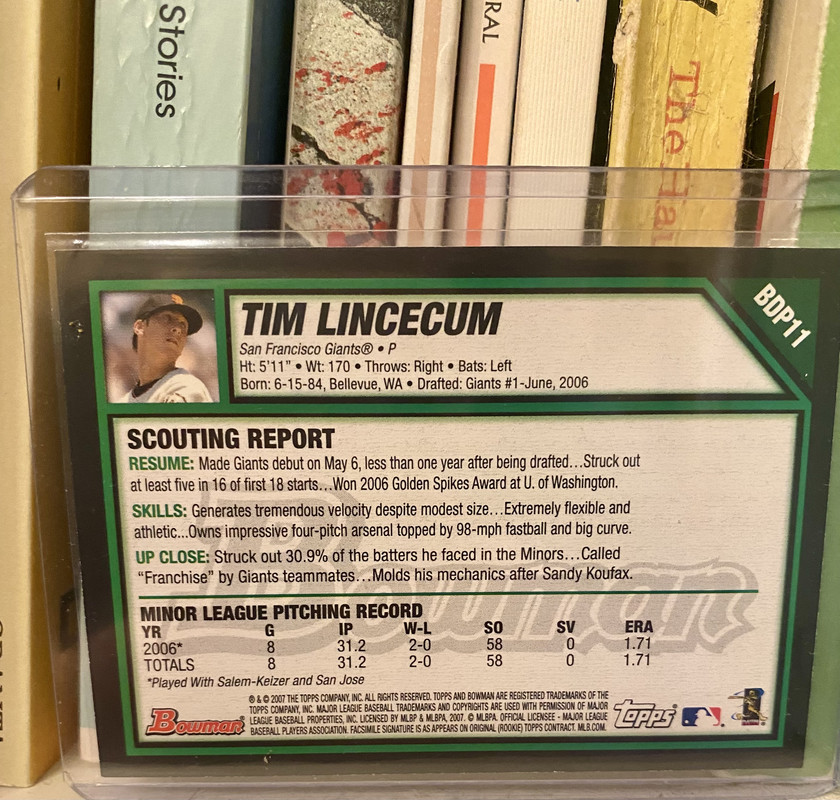 Stories
RAL
The Hau
BDP11
TIM LINCECUM
San Francisco Giants® • P
Ht: 5'11" • Wt: 170 • Throws: Right • Bats: Left
Born: 6-15-84, Bellevue, WA • Drafted: Giants #1-June, 2006
SCOUTING REPORT
RESUME: Made Giants debut on May 6, less than one year after being drafted...Struck out
at least five in 16 of first 18 starts...Won 2006 Golden Spikes Award at U. of Washington.
SKILLS: Generates tremendous velocity despite modest size...Extremely flexible and
athletic...Owns impressive four-pitch arsenal topped by 98-mph fastball and big curve.
UP CLOSE: Struck out 30.9% of the batters he faced in the Minors...Called
"Franchise" by Giants teammates...Molds his mechanics after Sandy Koufax.
Bowman
MINOR LEAGUE PITCHING RECORD
YR G IP W-L SO SV ERA
2006* 8 31.2 2-0 58 0 1.71
TOTALS 8 31.2 2-0 58 0 1.71
*Played With Salem-Keizer and San Jose
® & © 2007 THE TOPPS COMPANY, INC. ALL RIGHTS RESERVED. TOPPS AND BOWMAN ARE REGISTERED TRADEMARKS OF THE
TOPPS COMPANY, INC. MAJOR LEAGUE BASEBALL TRADEMARKS AND COPYRIGHTS ARE USED WITH PERMISSION OF MAJOR
LEAGUE BASEBALL PROPERTIES, INC. LICENSED BY MLBP & MLBPA, 2007. © MLBPA. OFFICIAL LICENSEE - MAJOR LEAGUE
BASEBALL PLAYERS ASSOCIATION. FACSIMILE SIGNATURE IS AS APPEARS ON ORIGINAL (ROOKIE) TOPPS CONTRACT. MLB.COM.
Bowman
Topps